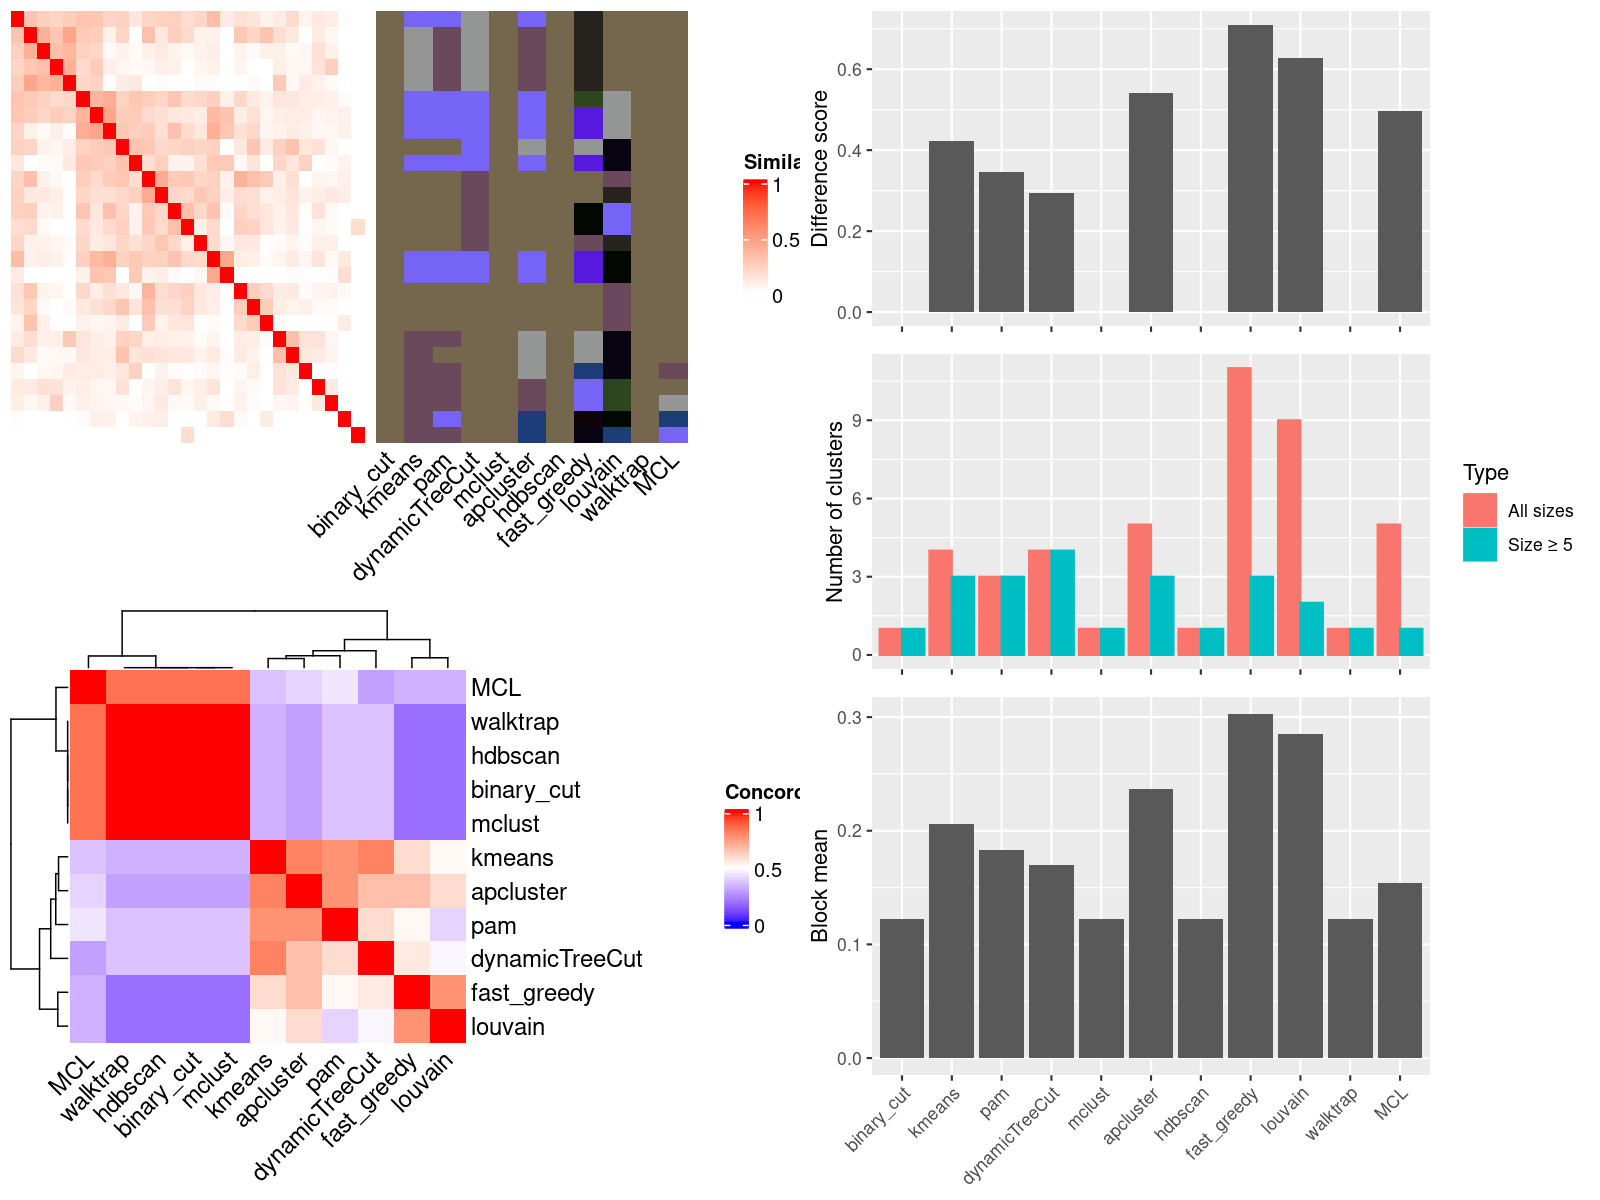 Simila
1
0.5
0
binary_cut
kmeans
pam
dynamicTreeCut
mclust
apcluster
hdbscan
fast_greedy
louvain
walktrap
MCL
MCL
walktrap
hdbscan
binary_cut
mclust
kmeans
apcluster
pam
dynamicTreeCut
fast_greedy
louvain
MCL
walktrap
hdbscan
binary_cut
mclust
kmeans
apcluster
pam
dynamicTreeCut
fast_greedy
louvain
Concord
1
0.5
0
Difference score
0.6
0.4
0.2
0.0
Number of clusters
9
6
3
0
Type
All sizes
Size ≥ 5
Block mean
0.3
0.2
0.1
0.0
binary_cut
kmeans
pam
dynamicTreeCut
mclust
apcluster
hdbscan
fast_greedy
louvain
walktrap
MCL